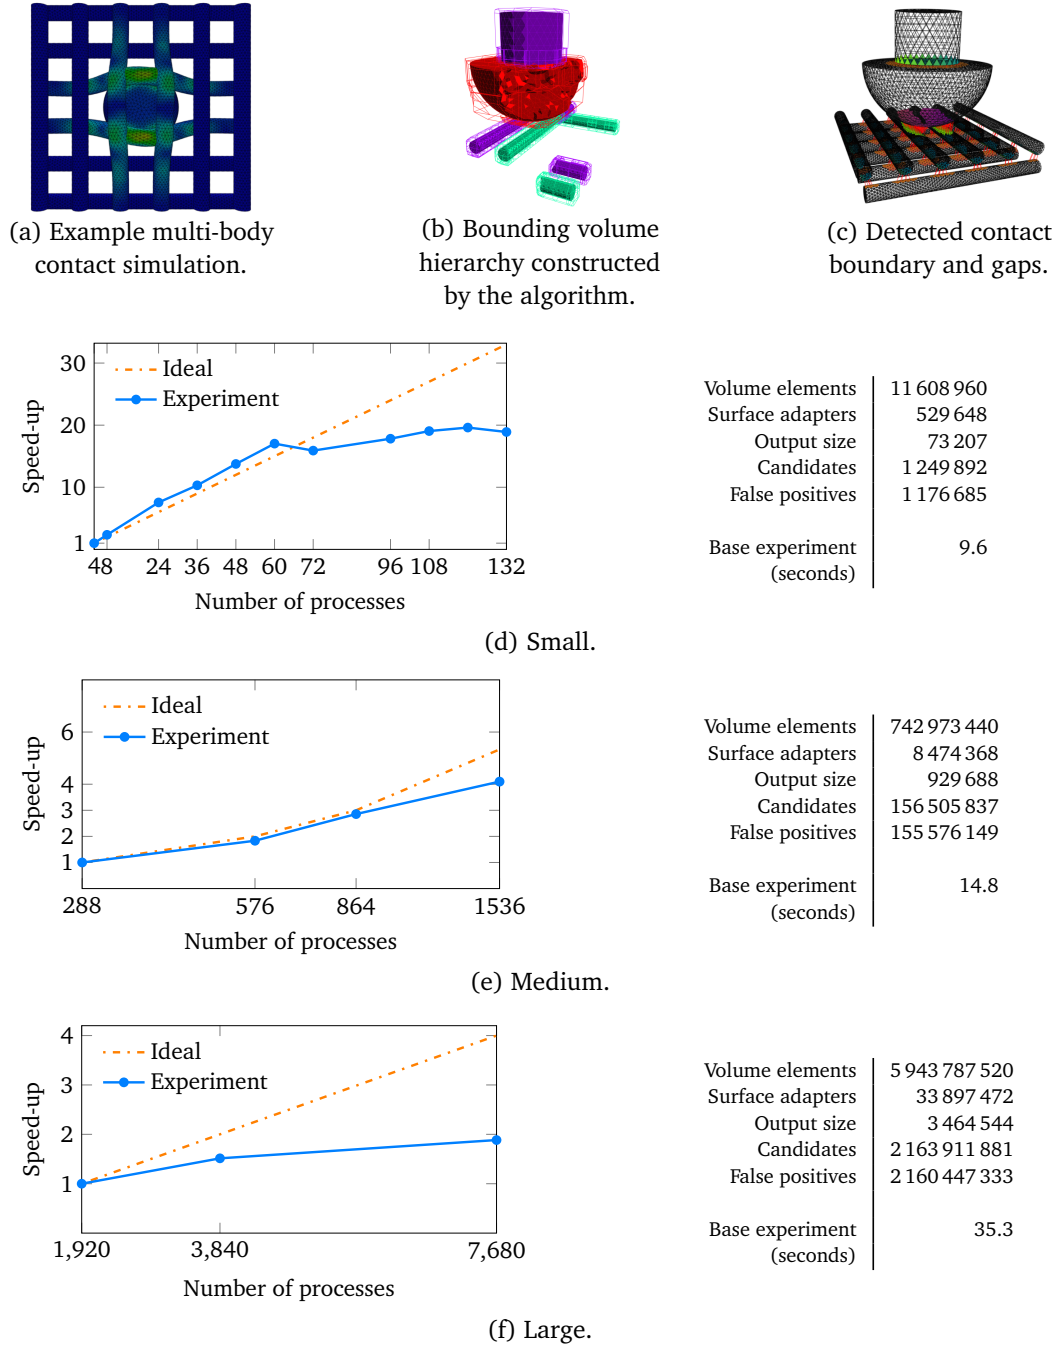 (a) Example multi-body
contact simulation.
(b) Bounding volume
hierarchy constructed
by the algorithm.
(c) Detected contact
boundary and gaps.
30
20
10
1
Speed-up
Ideal
Experiment
48 24 36 48 60 72 96 108 132
Number of processes
Volume elements 11 608 960
Surface adapters 529 648
Output size 73 207
Candidates 1 249 892
False positives 1 176 685
Base experiment 9.6
(seconds)
(d) Small.
6
4
3
2
1
Speed-up
Ideal
Experiment
288 576 864 1536
Number of processes
Volume elements 742 973 440
Surface adapters 8 474 368
Output size 929 688
Candidates 156 505 837
False positives 155 576 149
Base experiment 14.8
(seconds)
(e) Medium.
4
3
2
1
Speed-up
Ideal
Experiment
1,920 3,840 7,680
Number of processes
Volume elements 5 943 787 520
Surface adapters 33 897 472
Output size 3 464 544
Candidates 2 163 911 881
False positives 2 160 447 333
Base experiment 35.3
(seconds)
(f) Large.